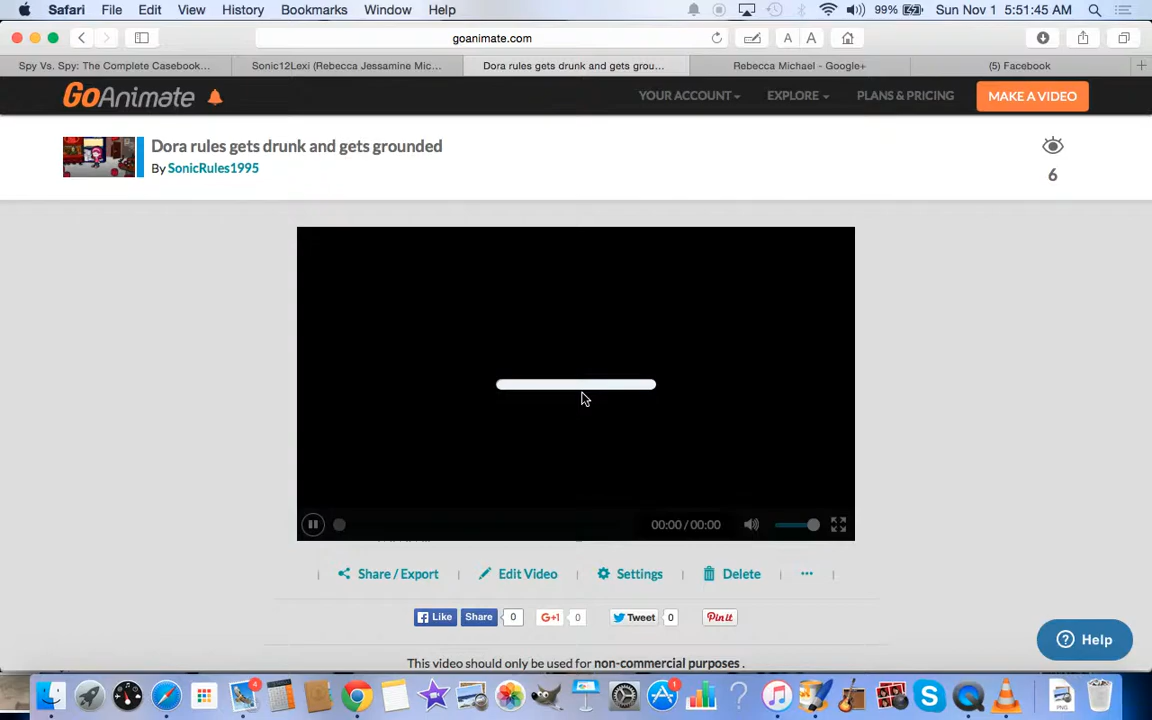 Safari File Edit View History Bookmarks Window Help 99% Sun Nov 1 5:51:45 AM
goanimate.com A A
Spy Vs. Spy: The Complete Casebook... Sonic12Lexi (Rebecca Jessamine Mic... Dora rules gets drunk and gets grou... Rebecca Michael - Google+ (5) Facebook +
GoAnimate YOUR ACCOUNT EXPLORE PLANS & PRICING MAKE A VIDEO
Dora rules gets drunk and gets grounded
By SonicRules1995
6
00:00 / 00:00
Share / Export Edit Video Settings Delete ...
Like Share 0 G+1 0 Tweet 0 Pin it
? Help
This video should only be used for non-commercial purposes .
4 1
PNG